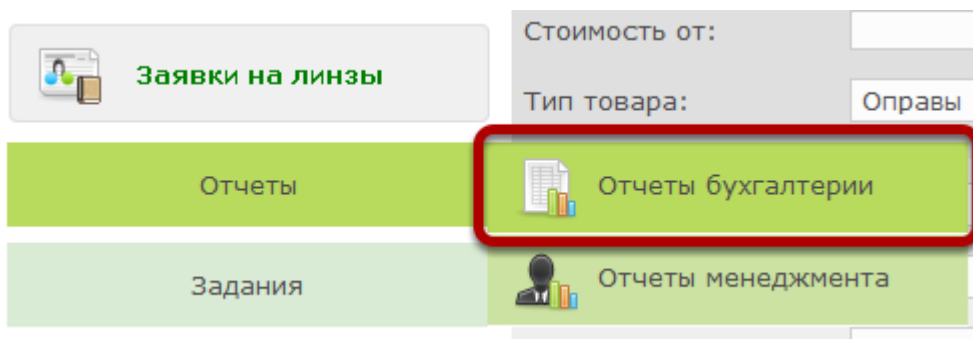 Стоимость от:
Заявки на линзы
Тип товара:
Оправы
Отчеты
Отчеты бухгалтерии
Задания
Отчеты менеджмента